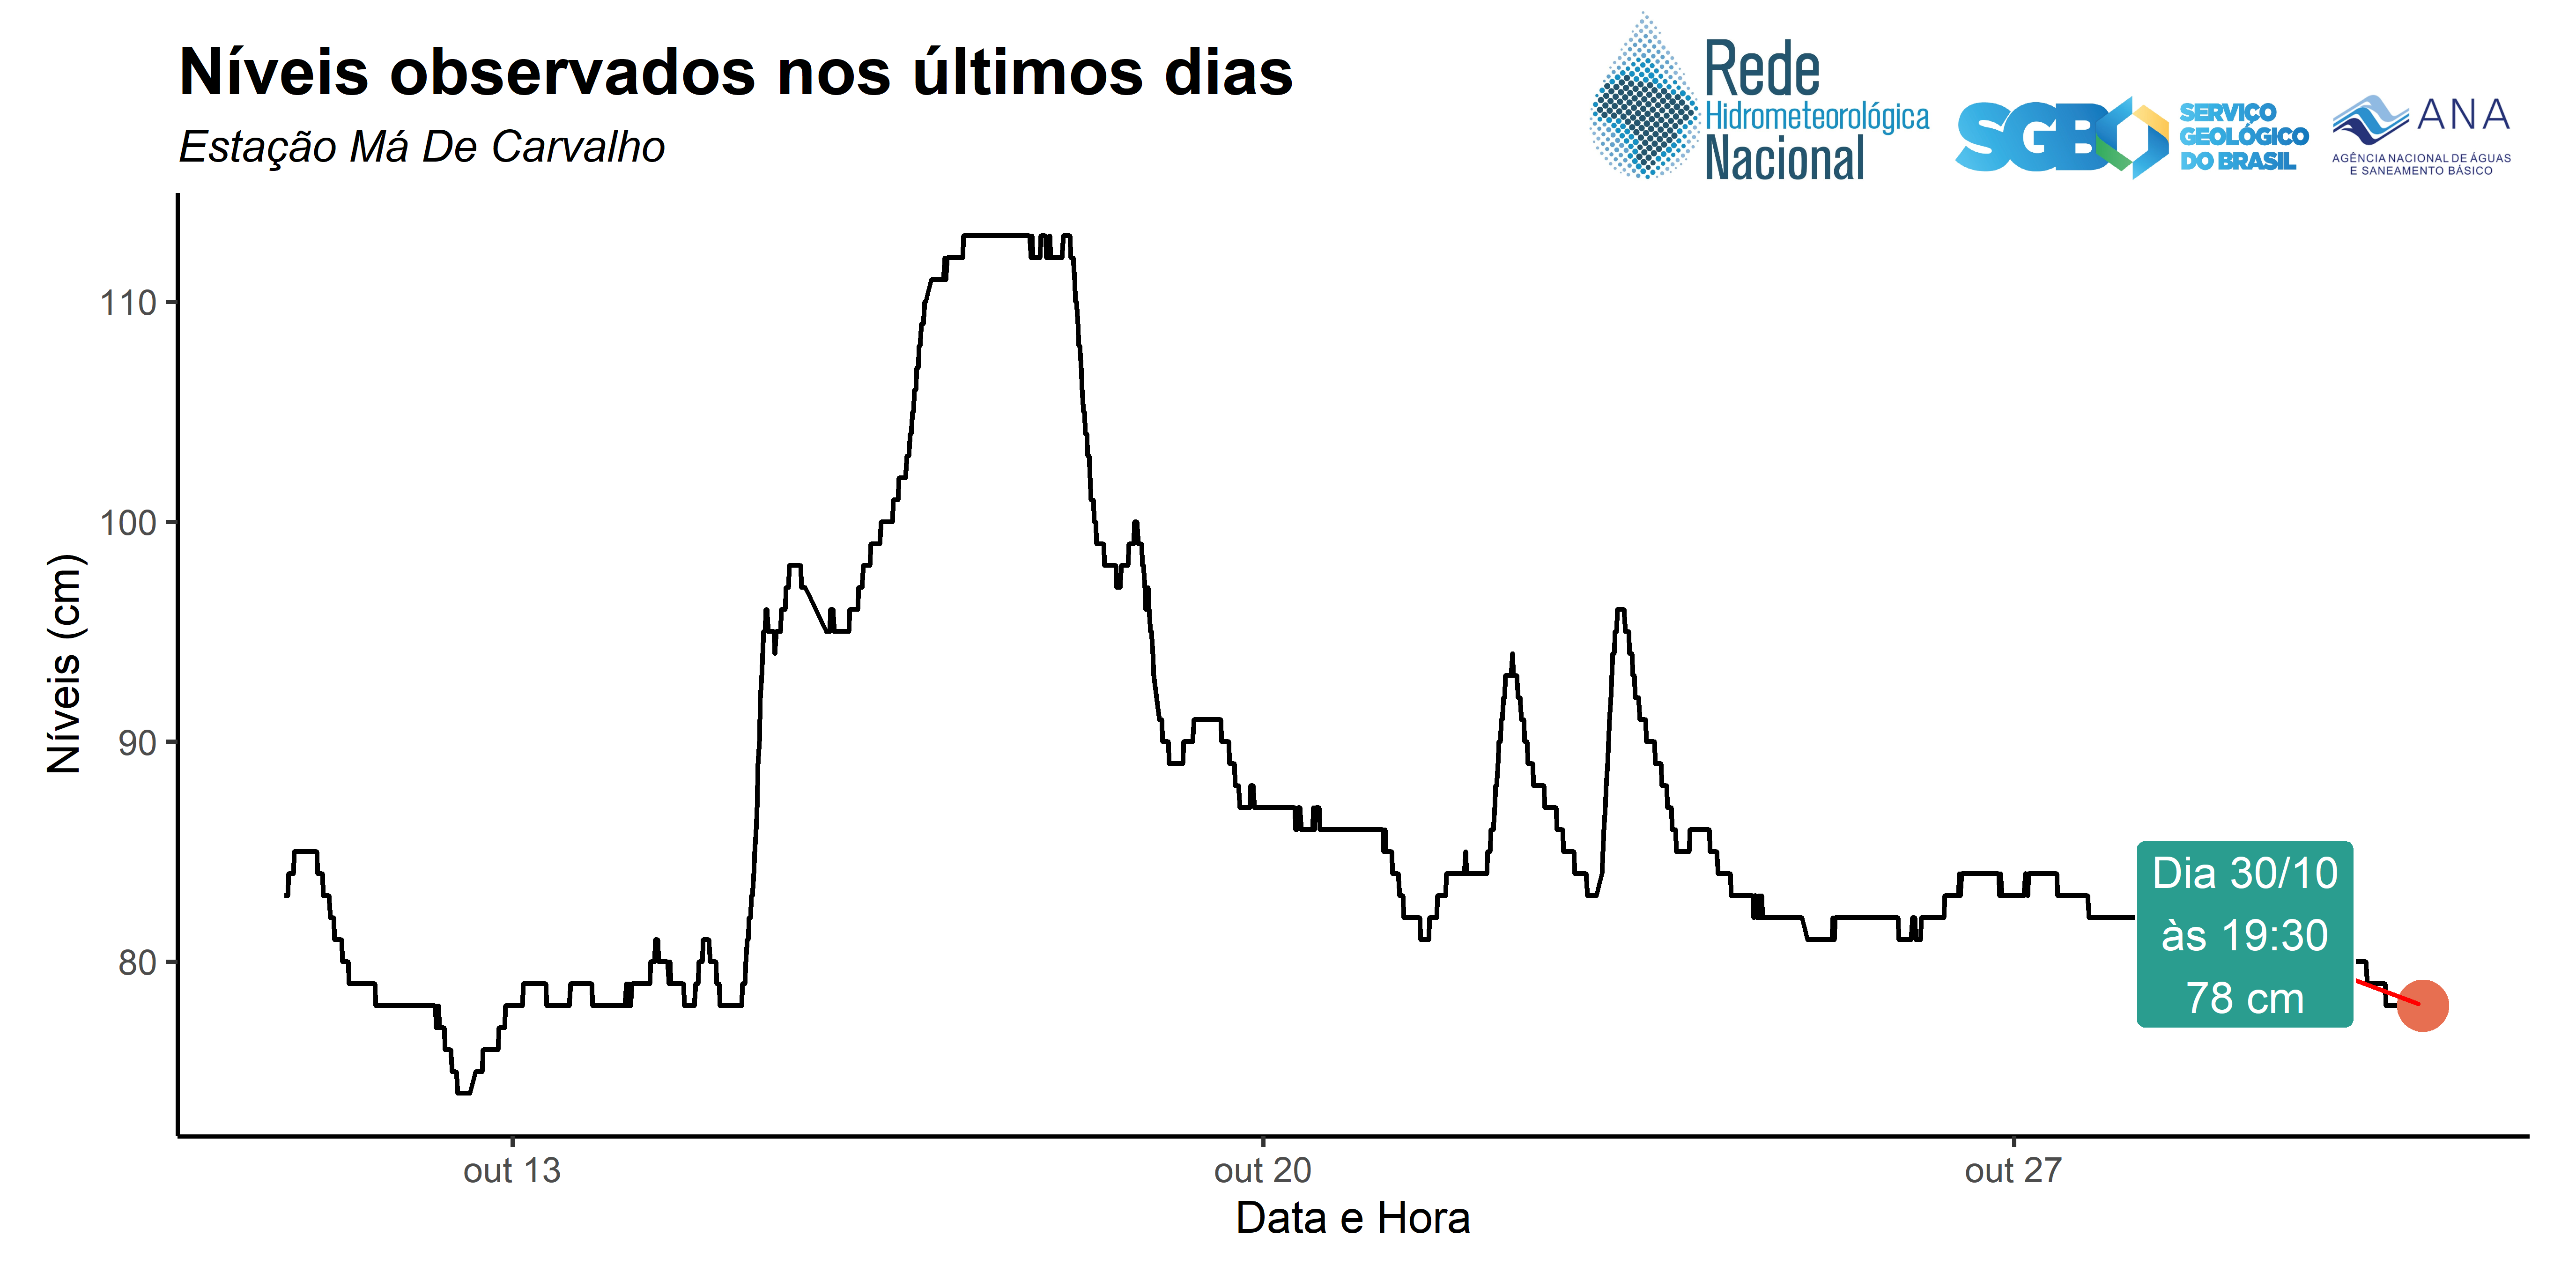 Níveis observados nos últimos dias
Estação Má De Carvalho
Rede
Hidrometeorológica
Nacional
SGB
SERVIÇO
GEOLÓGICO
DO BRASIL
ANA
AGÊNCIA NACIONAL DE ÁGUAS
E SANEAMENTO BÁSICO
Níveis (cm)
110
100
90
80
Dia 30/10
às 19:30
78 cm
out 13
out 20
out 27
Data e Hora